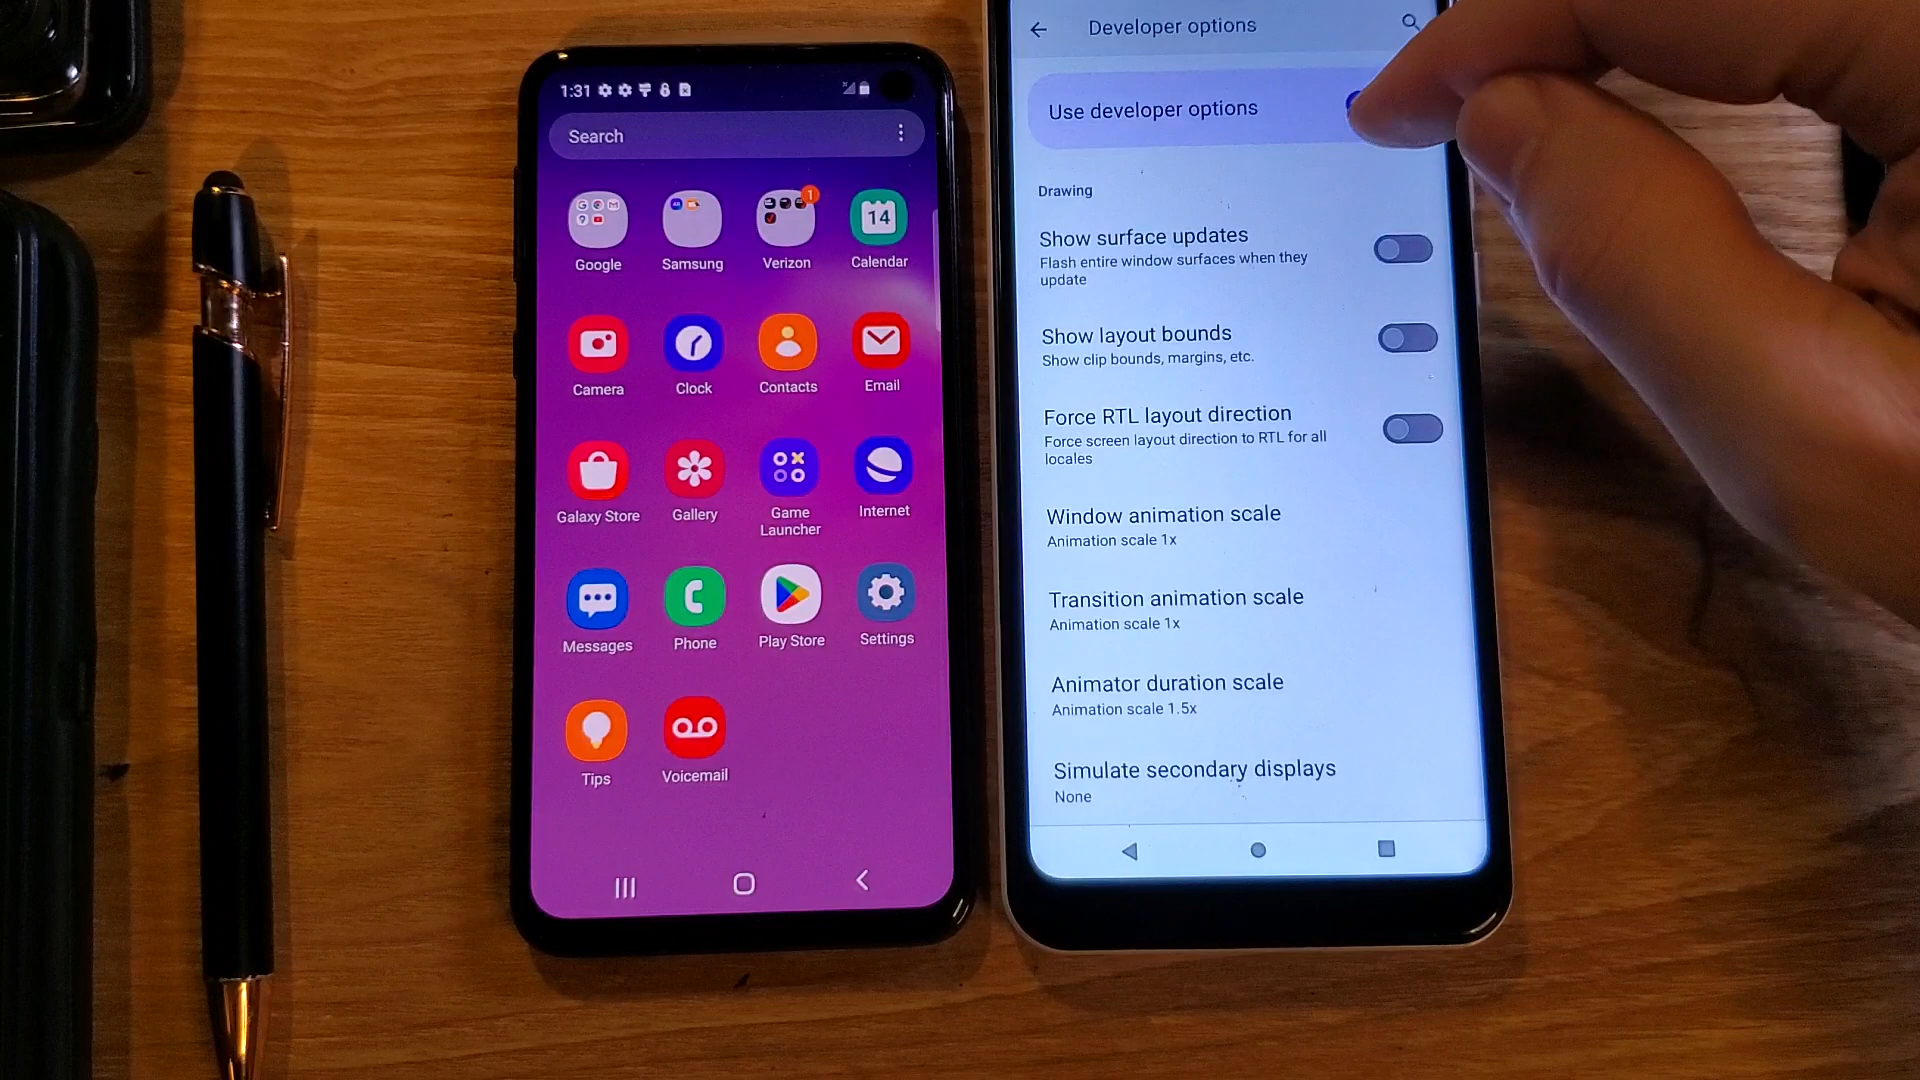 1:31
Search
1
14
Google
Samsung
Verizon
Calendar
Camera
Clock
Contacts
Email
Galaxy Store
Gallery
Game
Launcher
Internet
Messages
Phone
Play Store
Settings
Tips
Voicemail
Developer options
Use developer options
Drawing
Show surface updates
Flash entire window surfaces when they
update
Show layout bounds
Show clip bounds, margins, etc.
Force RTL layout direction
Force screen layout direction to RTL for all
locales
Window animation scale
Animation scale 1x
Transition animation scale
Animation scale 1x
Animator duration scale
Animation scale 1.5x
Simulate secondary displays
None